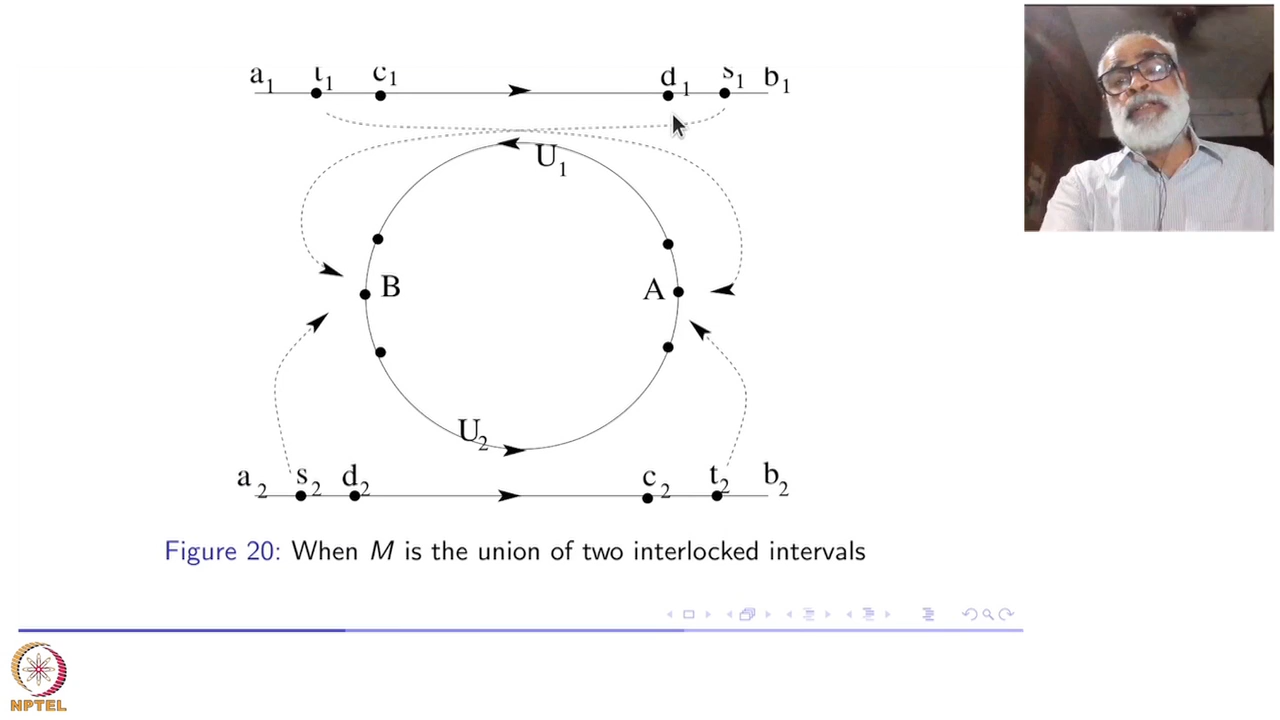 a1 t1 c1 d1 s1 b1
U1
B A
U2
a2 s2 d2 c2 t2 b2
Figure 20: When M is the union of two interlocked intervals
NPTEL